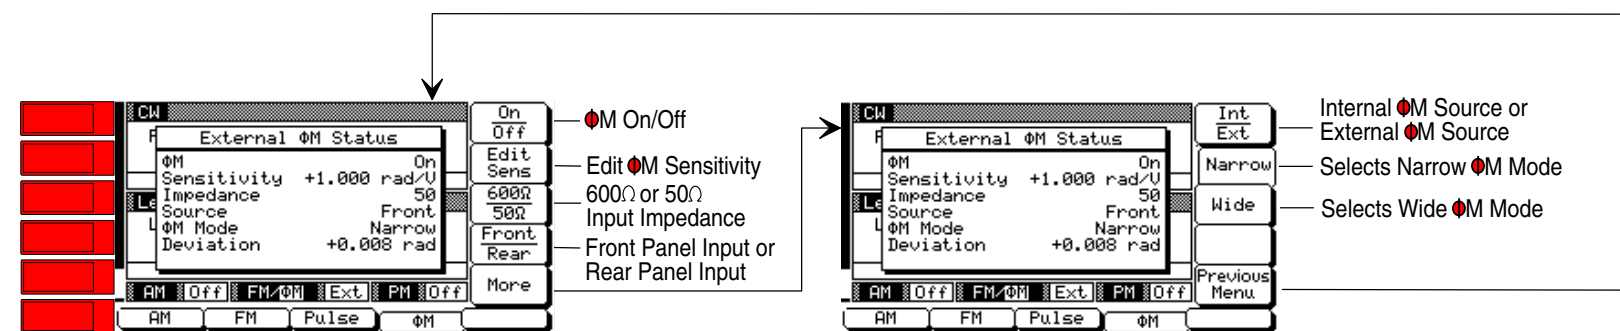 CW
External ΦM Status
ΦM On
Sensitivity +1.000 rad/V
Impedance 50
Source Front
ΦM Mode Narrow
Deviation +0.008 rad
AM Off FM/ΦM Ext PM Off
AM FM Pulse ΦM
On
Off
Edit
Sens
600Ω
50Ω
Front
Rear
More
ΦM On/Off
Edit ΦM Sensitivity
600Ω or 50Ω
Input Impedance
Front Panel Input or
Rear Panel Input
CW
External ΦM Status
ΦM On
Sensitivity +1.000 rad/V
Impedance 50
Source Front
ΦM Mode Narrow
Deviation +0.008 rad
AM Off FM/ΦM Ext PM Off
AM FM Pulse ΦM
Int
Ext
Narrow
Wide
Previous
Menu
Internal ΦM Source or
External ΦM Source
Selects Narrow ΦM Mode
Selects Wide ΦM Mode